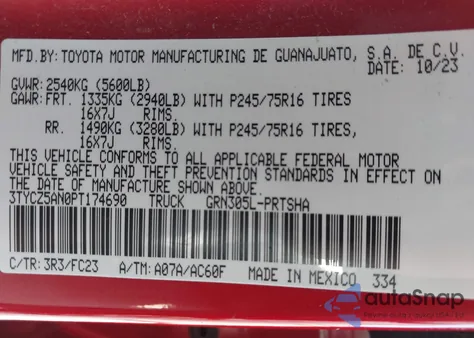 MFD.BY: TOYOTA MOTOR MANUFACTURING DE GUANAJUATO, S.A. DE C.V.
DATE: 10/23
GVWR: 2540KG (5600LB)
GAWR: FRT. 1335KG (2940LB) WITH P245/75R16 TIRES
16X7J RIMS.
RR. 1490KG (3280LB) WITH P245/75R16 TIRES,
16X7J RIMS.
THIS VEHICLE CONFORMS TO ALL APPLICABLE FEDERAL MOTOR
VEHICLE SAFETY AND THEFT PREVENTION STANDARDS IN EFFECT ON
THE DATE OF MANUFACTURE SHOWN ABOVE.
3TYCZ5AN0PT174690 TRUCK GRN305L-PRTSHA
C/TR: 3R3/FC23 A/TM: A07A/AC60F MADE IN MEXICO 334
autoSnap